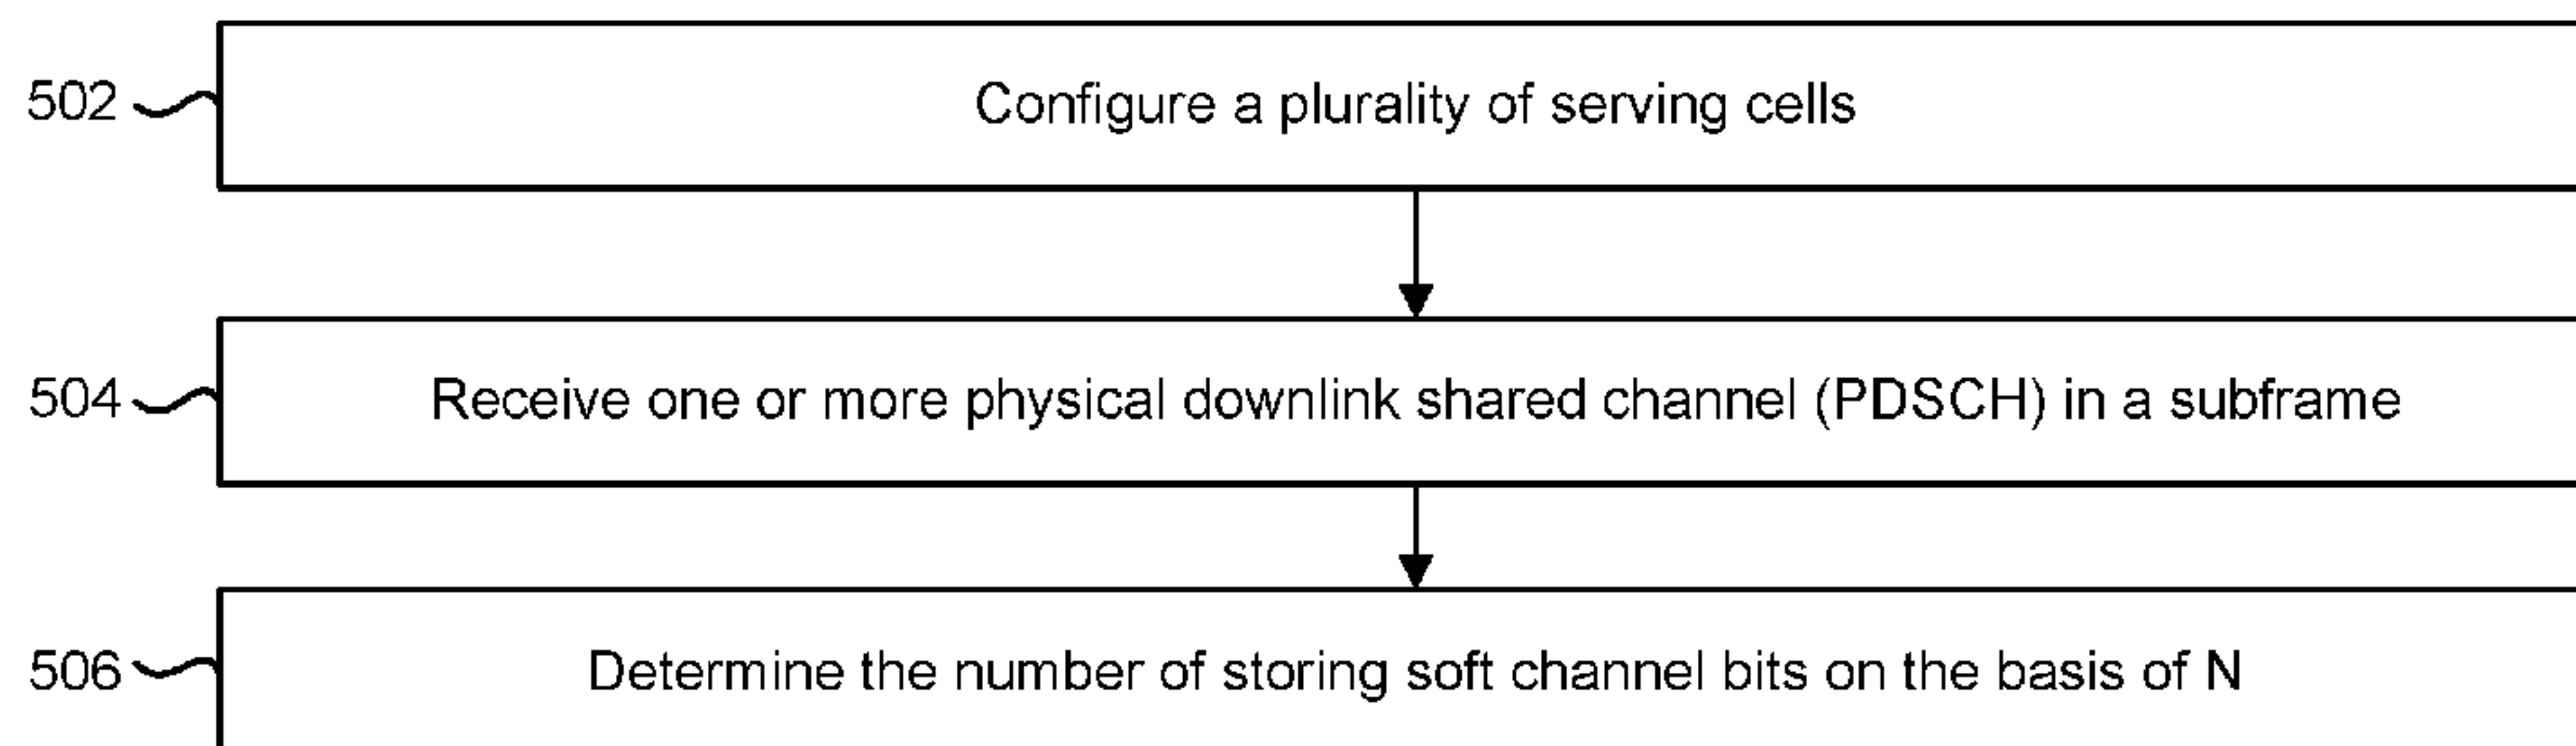 502 Configure a plurality of serving cells
504 Receive one or more physical downlink shared channel (PDSCH) in a subframe
506 Determine the number of storing soft channel bits on the basis of N